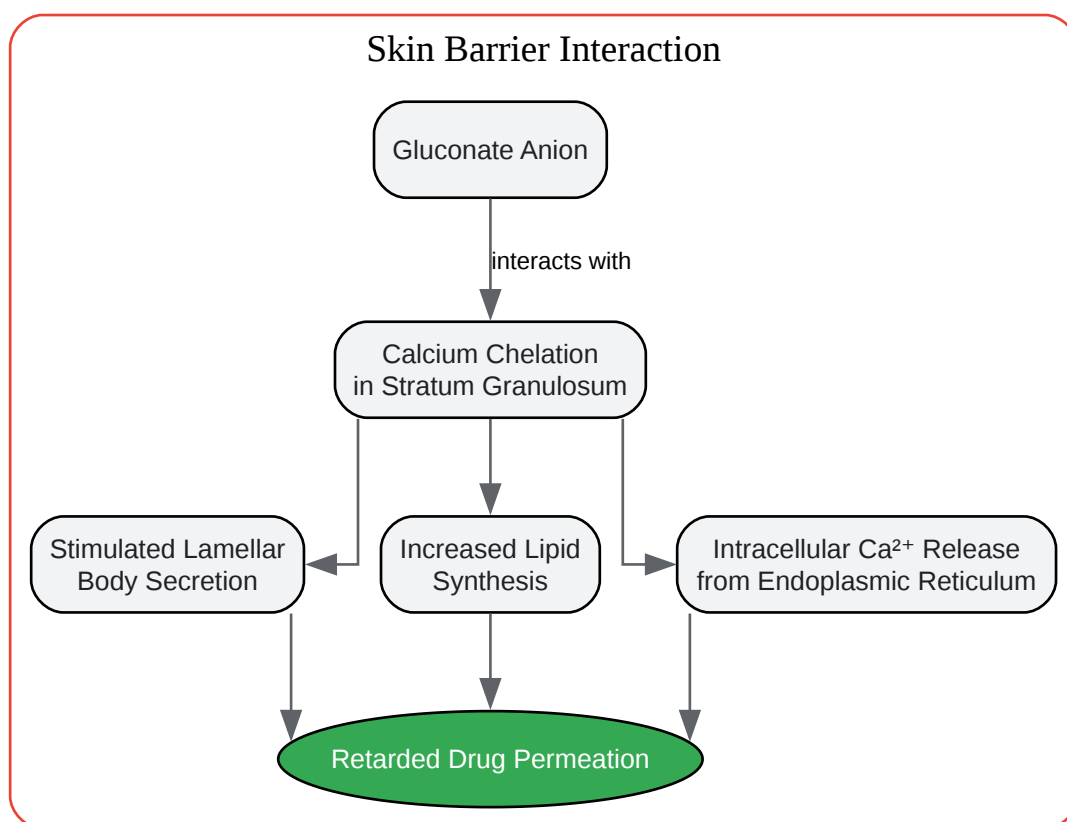 Skin Barrier Interaction
Gluconate Anion
interacts with
Calcium Chelation
in Stratum Granulosum
Stimulated Lamellar
Body Secretion
Increased Lipid
Synthesis
Intracellular Ca²⁺ Release
from Endoplasmic Reticulum
Retarded Drug Permeation